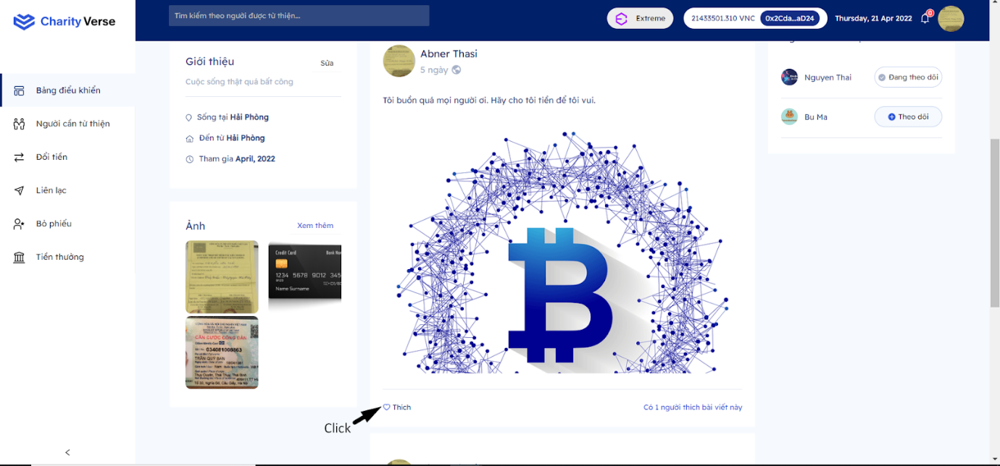 Charity Verse
Tìm kiếm theo người được từ thiện...
Extreme
21433501.310 VNC
0x2Cda...aD24
Thursday, 21 Apr 2022
0
Bảng điều khiển
Người cần từ thiện
Đổi tiền
Liên lạc
Bỏ phiếu
Tiền thưởng
<
Giới thiệu
Sửa
Cuộc sống thật quá bất công
Sống tại Hải Phòng
Đến từ Hải Phòng
Tham gia April, 2022
Ảnh
Xem thêm
Credit Card
Bank
1234 5678 9012 345
Name Surname
CĂN CƯỚC CÔNG DÂN
Abner Thasi
5 ngày
Tôi buồn quá mọi người ơi. Hãy cho tôi tiền để tôi vui.
Thích
Có 1 người thích bài viết này
Click
Nguyen Thai
Đang theo dõi
Bu Ma
Theo dõi